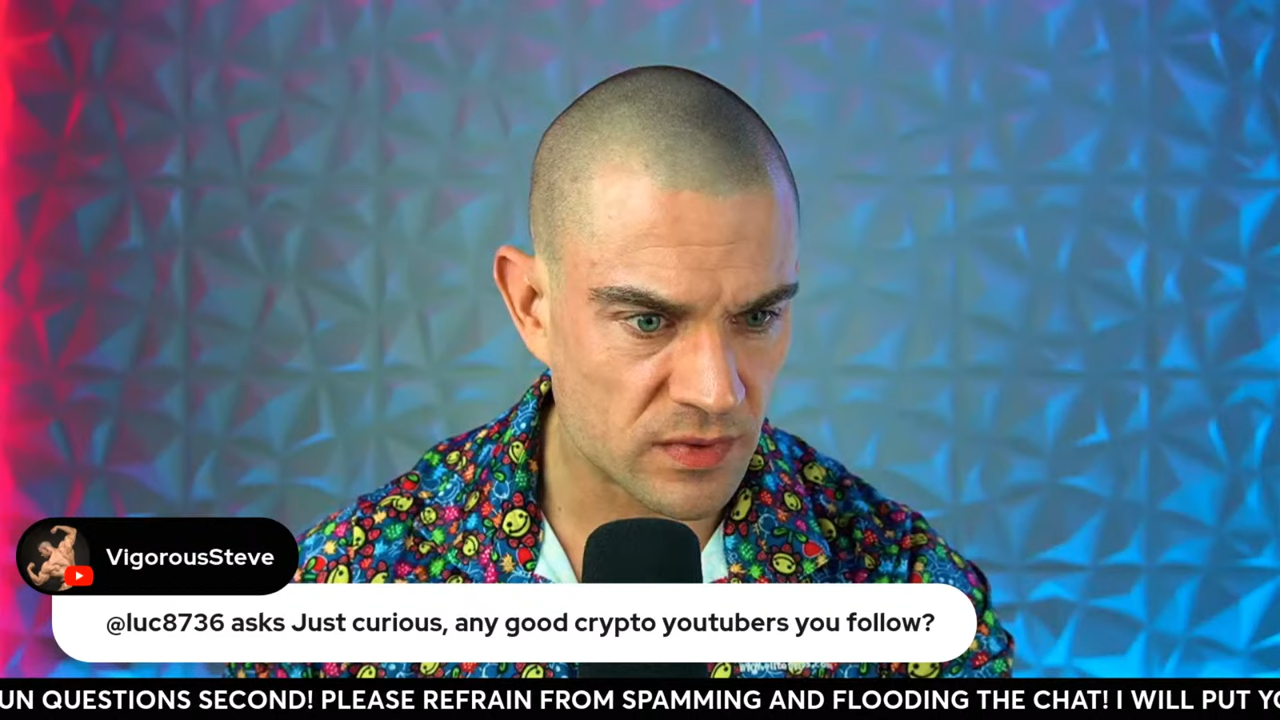 VigorousSteve
@luc8736 asks Just curious, any good crypto youtubers you follow?
UN QUESTIONS SECOND! PLEASE REFRAIN FROM SPAMMING AND FLOODING THE CHAT! I WILL PUT